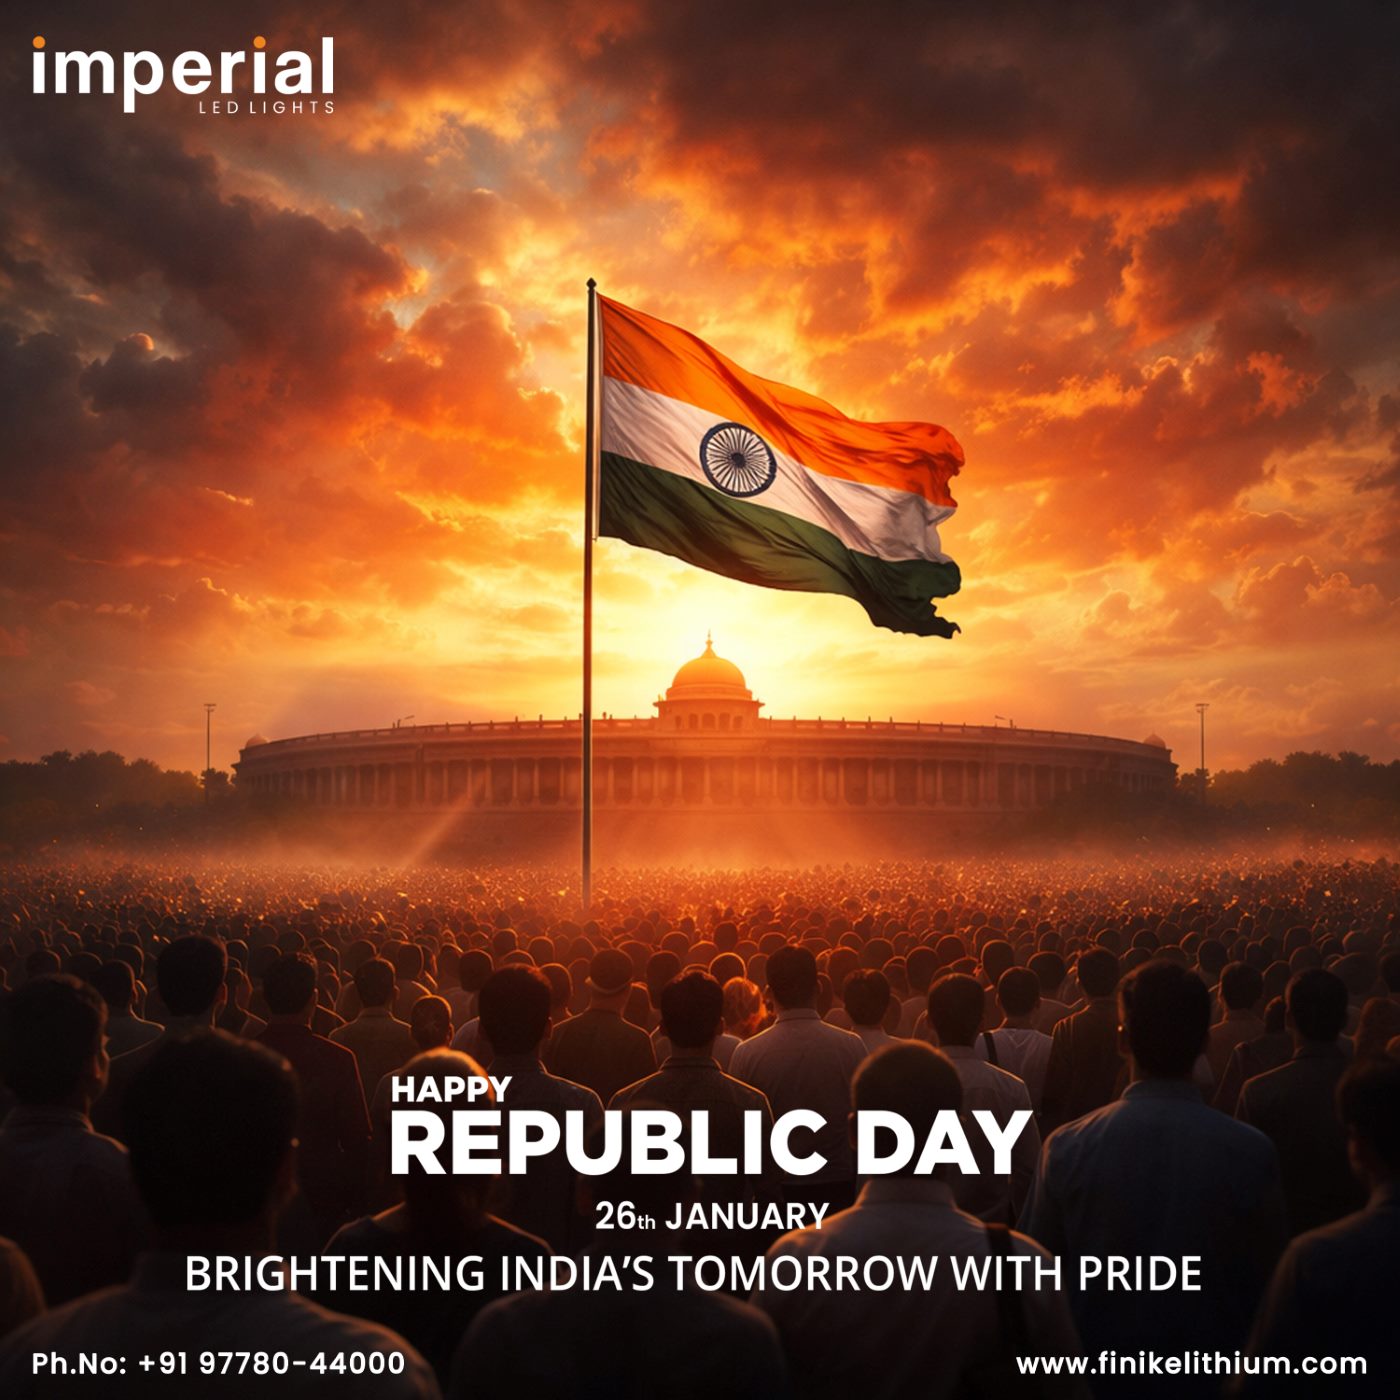 imperial
LED LIGHTS
HAPPY
REPUBLIC DAY
26th JANUARY
BRIGHTENING INDIA'S TOMORROW WITH PRIDE
Ph.No: +91 97780-44000
www.finikelithium.com